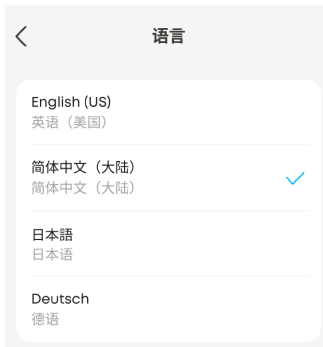 语言
English (US)
英语（美国）
简体中文（大陆）
简体中文（大陆）
日本語
日本语
Deutsch
德语